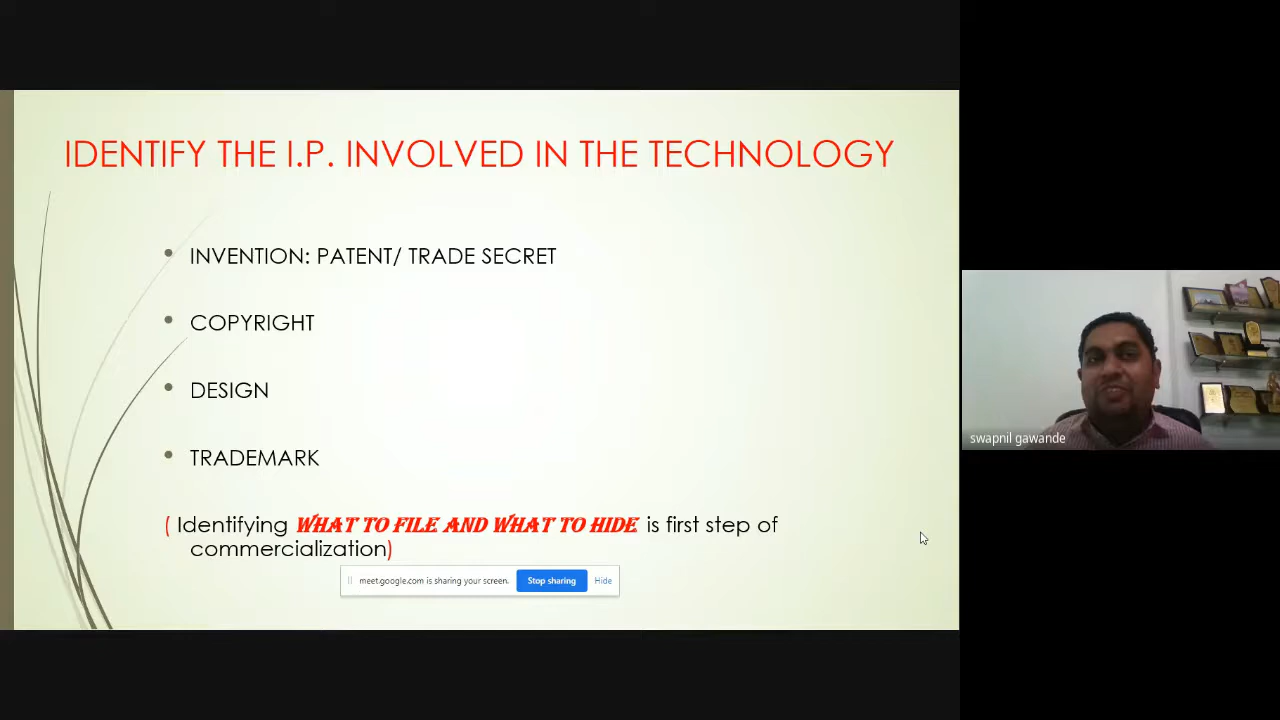 IDENTIFY THE I.P. INVOLVED IN THE TECHNOLOGY
INVENTION: PATENT/ TRADE SECRET
COPYRIGHT
DESIGN
TRADEMARK
( Identifying WHAT TO FILE AND WHAT TO HIDE is first step of
commercialization)
meet.google.com is sharing your screen.
Stop sharing
Hide
swapnil gawande